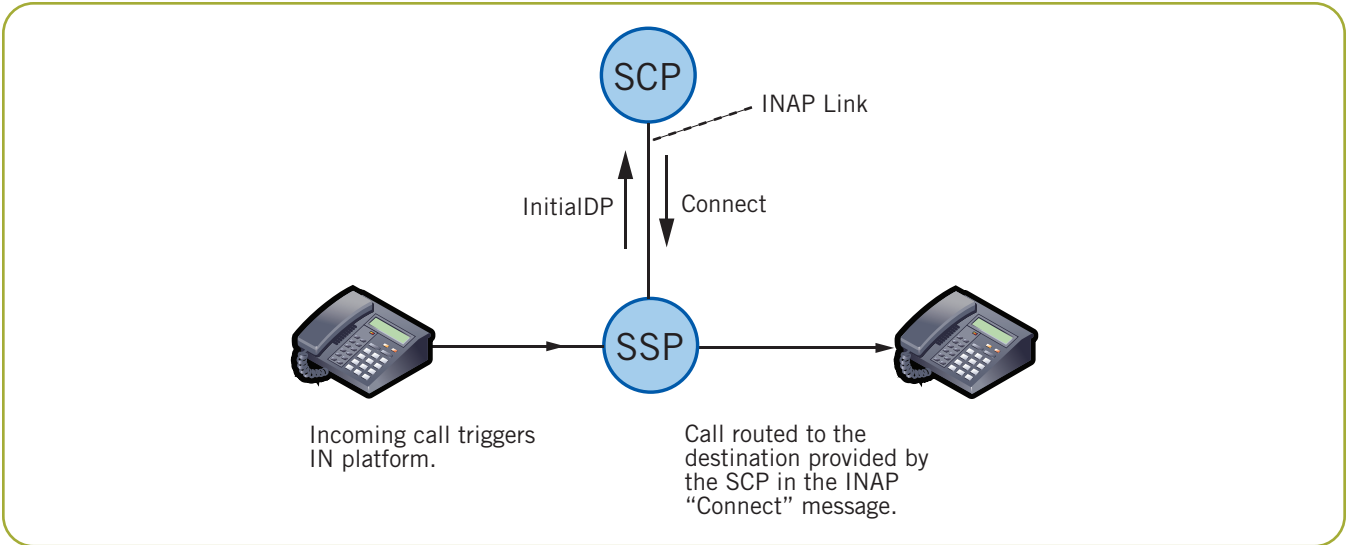 SCP
INAP Link
InitialDP
Connect
SSP
Incoming call triggers
IN platform.
Call routed to the
destination provided by
the SCP in the INAP
“Connect” message.